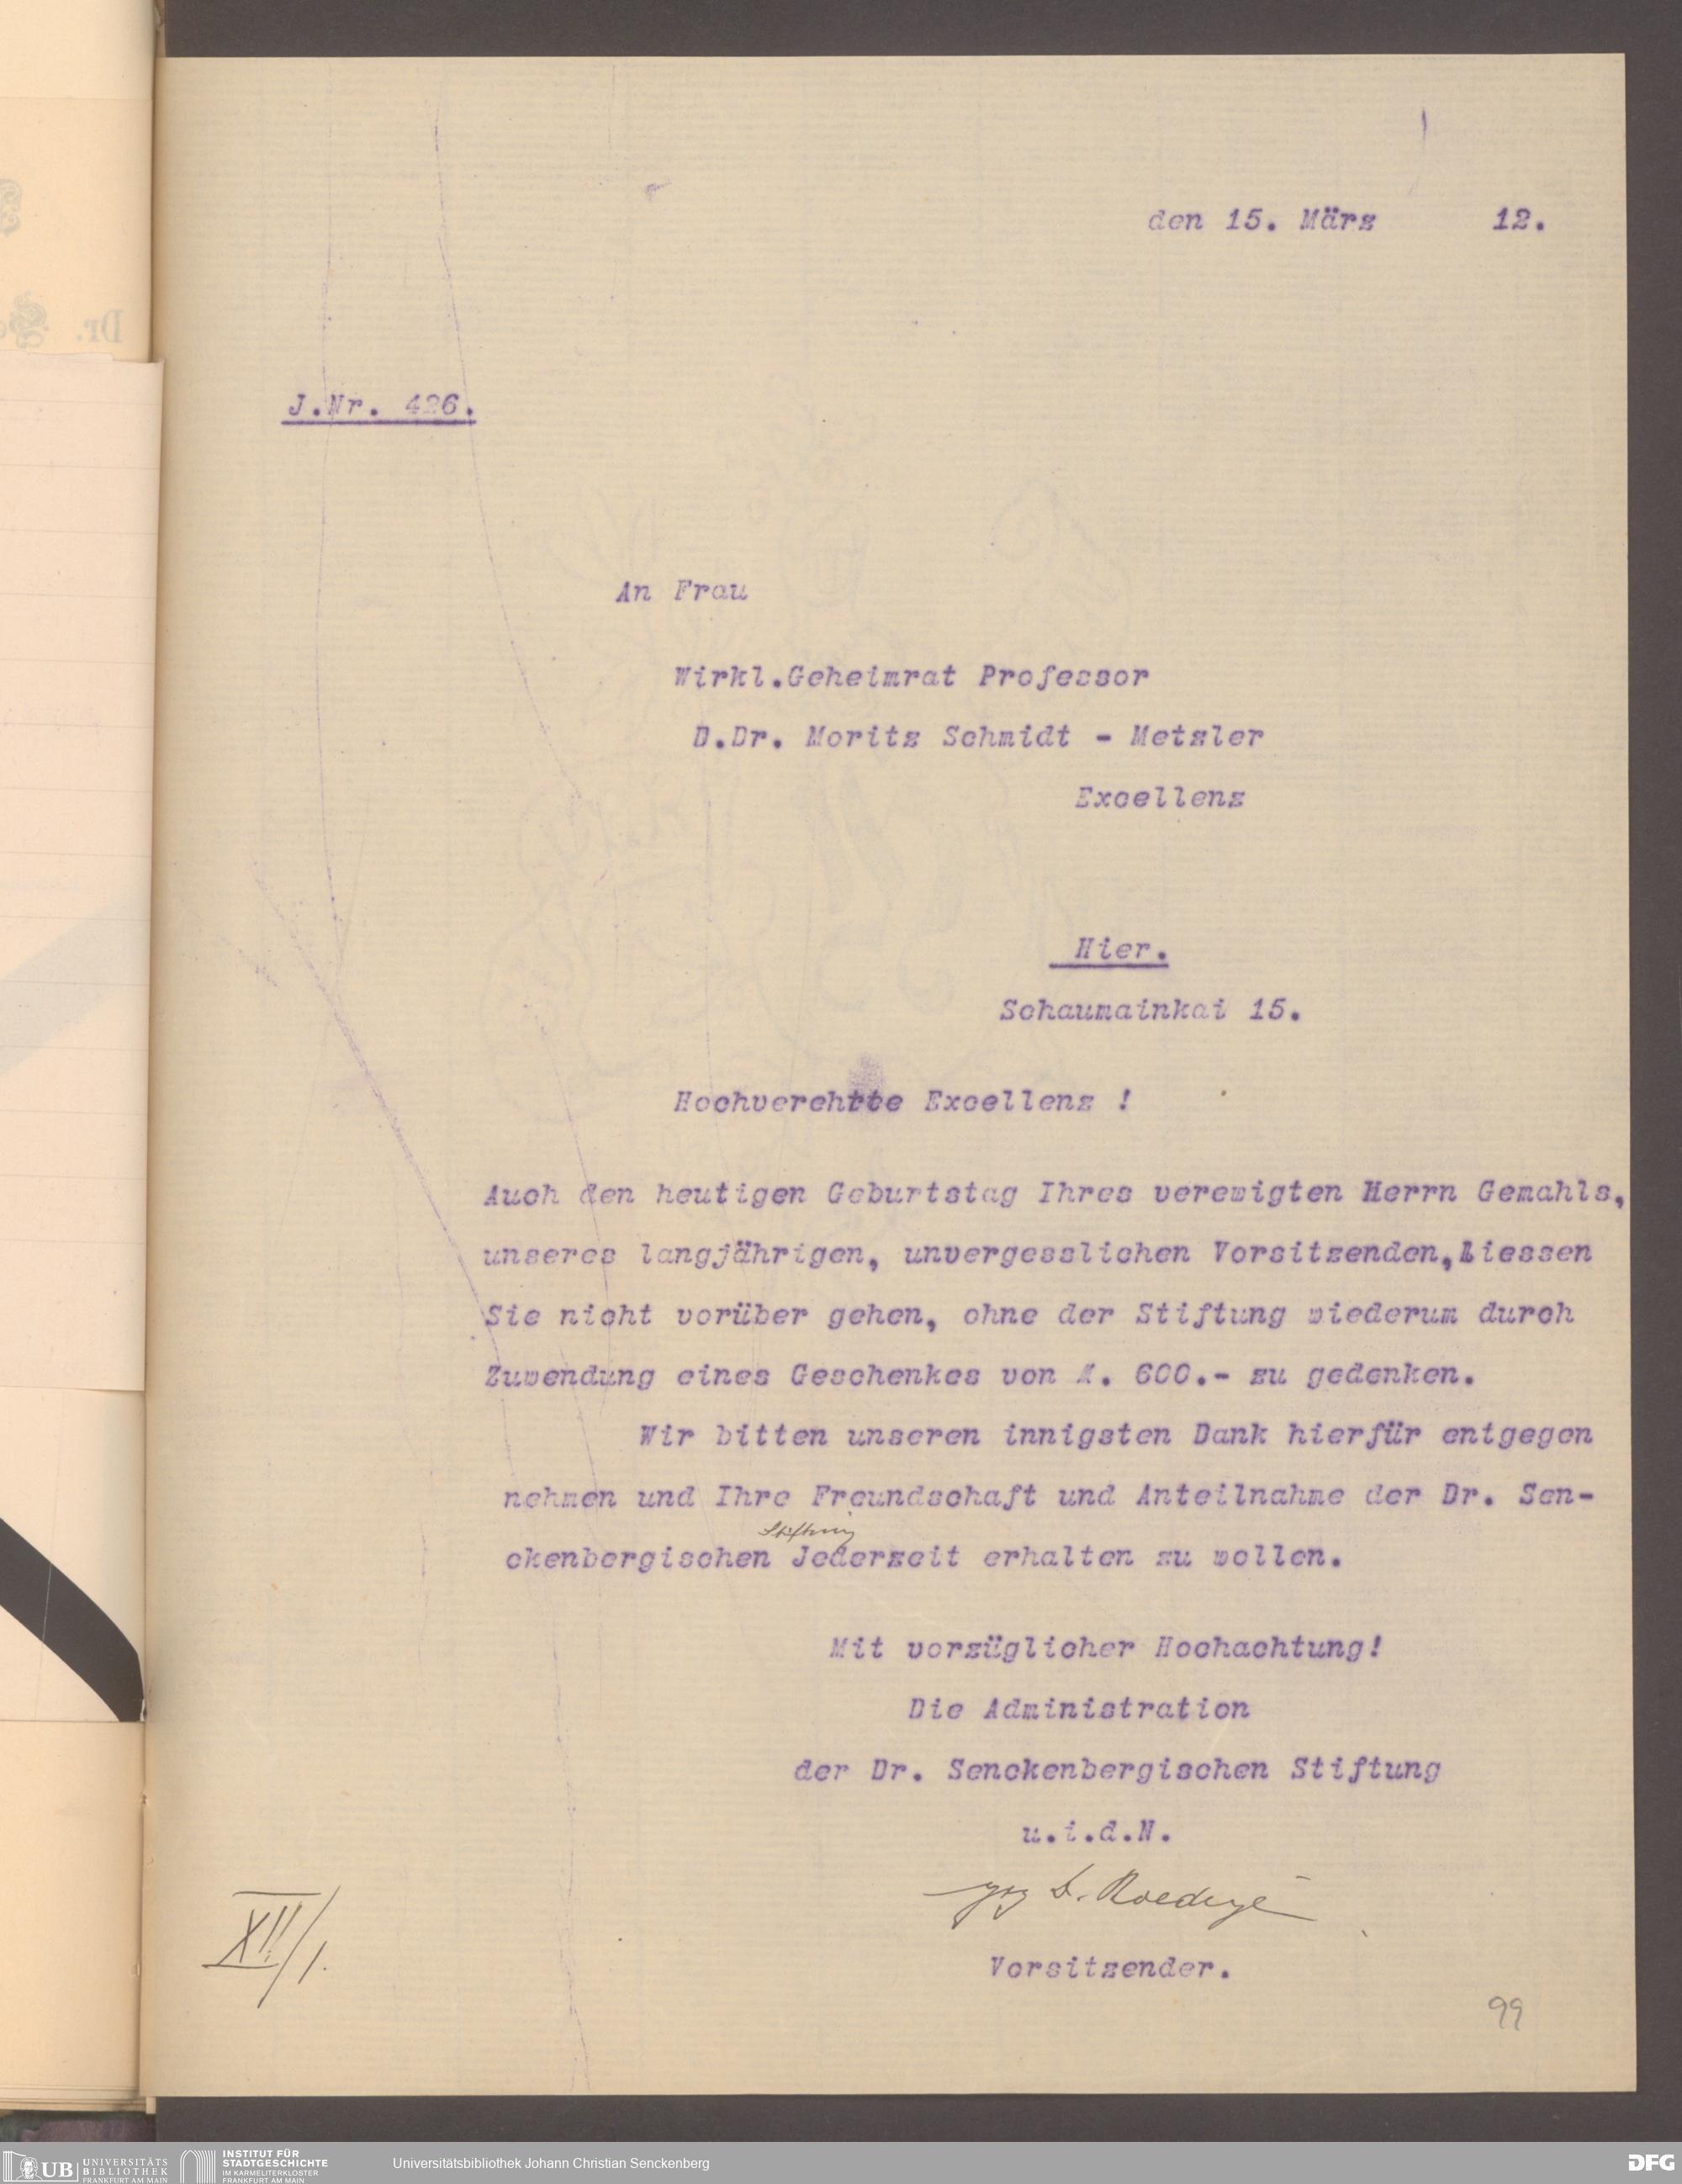 den 15. März 12.
J.Nr. 426.
An Frau
Wirkl.Geheimrat Professor
D.Dr. Moritz Schmidt - Metzler
Excellenz
Hier.
Schaumainkai 15.
Hochverehrte Excellenz !
Auch den heutigen Geburtstag Ihres verewigten Herrn Gemahls,
unseres langjährigen, unvergesslichen Vorsitzenden, liessen
Sie nicht vorüber gehen, ohne der Stiftung wiederum durch
Zuwendung eines Geschenkes von M. 600.- zu gedenken.
Wir bitten unseren innigsten Dank hierfür entgegen
nehmen und Ihre Freundschaft und Anteilnahme der Dr. Sen-
Stiftung
ckenbergischen Jederzeit erhalten zu wollen.
Mit vorzüglicher Hochachtung!
Die Administration
der Dr. Senckenbergischen Stiftung
u.i.d.N.
gez D. Roediger
Vorsitzender.
XII/1.
99
Dr.
UB UNIVERSITÄTS
BIBLIOTHEK
FRANKFURT AM MAIN
INSTITUT FÜR
STADTGESCHICHTE
IM KARMELITERKLOSTER
FRANKFURT AM MAIN
Universitätsbibliothek Johann Christian Senckenberg
DFG